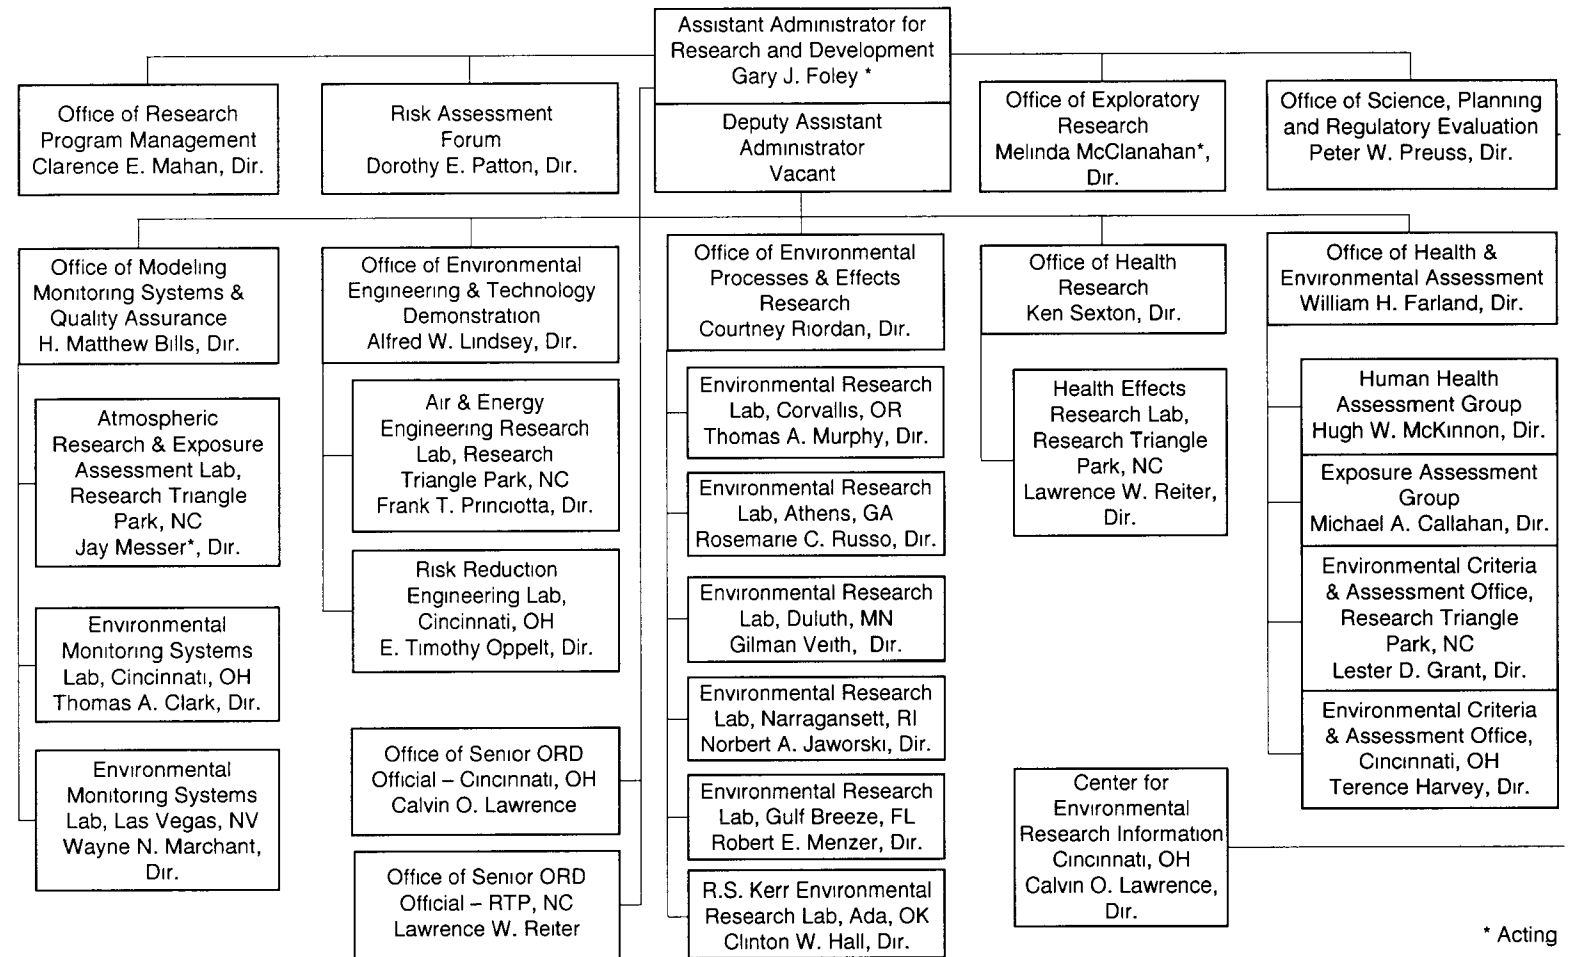 Assistant Administrator for
Research and Development
Gary J. Foley *
Deputy Assistant
Administrator
Vacant
Office of Research
Program Management
Clarence E. Mahan, Dir.
Risk Assessment
Forum
Dorothy E. Patton, Dir.
Office of Exploratory
Research
Melinda McClanahan*,
Dir.
Office of Science, Planning
and Regulatory Evaluation
Peter W. Preuss, Dir.
Office of Modeling
Monitoring Systems &
Quality Assurance
H. Matthew Bills, Dir.
Atmospheric
Research & Exposure
Assessment Lab,
Research Triangle
Park, NC
Jay Messer*, Dir.
Environmental
Monitoring Systems
Lab, Cincinnati, OH
Thomas A. Clark, Dir.
Environmental
Monitoring Systems
Lab, Las Vegas, NV
Wayne N. Marchant,
Dir.
Office of Environmental
Engineering & Technology
Demonstration
Alfred W. Lindsey, Dir.
Air & Energy
Engineering Research
Lab, Research
Triangle Park, NC
Frank T. Princiotta, Dir.
Risk Reduction
Engineering Lab,
Cincinnati, OH
E. Timothy Oppelt, Dir.
Office of Senior ORD
Official – Cincinnati, OH
Calvin O. Lawrence
Office of Senior ORD
Official – RTP, NC
Lawrence W. Reiter
Office of Environmental
Processes & Effects
Research
Courtney Riordan, Dir.
Environmental Research
Lab, Corvallis, OR
Thomas A. Murphy, Dir.
Environmental Research
Lab, Athens, GA
Rosemarie C. Russo, Dir.
Environmental Research
Lab, Duluth, MN
Gilman Veith, Dir.
Environmental Research
Lab, Narragansett, RI
Norbert A. Jaworski, Dir.
Environmental Research
Lab, Gulf Breeze, FL
Robert E. Menzer, Dir.
R.S. Kerr Environmental
Research Lab, Ada, OK
Clinton W. Hall, Dir.
Office of Health
Research
Ken Sexton, Dir.
Health Effects
Research Lab,
Research Triangle
Park, NC
Lawrence W. Reiter,
Dir.
Center for
Environmental
Research Information
Cincinnati, OH
Calvin O. Lawrence,
Dir.
Office of Health &
Environmental Assessment
William H. Farland, Dir.
Human Health
Assessment Group
Hugh W. McKinnon, Dir.
Exposure Assessment
Group
Michael A. Callahan, Dir.
Environmental Criteria
& Assessment Office,
Research Triangle
Park, NC
Lester D. Grant, Dir.
Environmental Criteria
& Assessment Office,
Cincinnati, OH
Terence Harvey, Dir.
* Acting